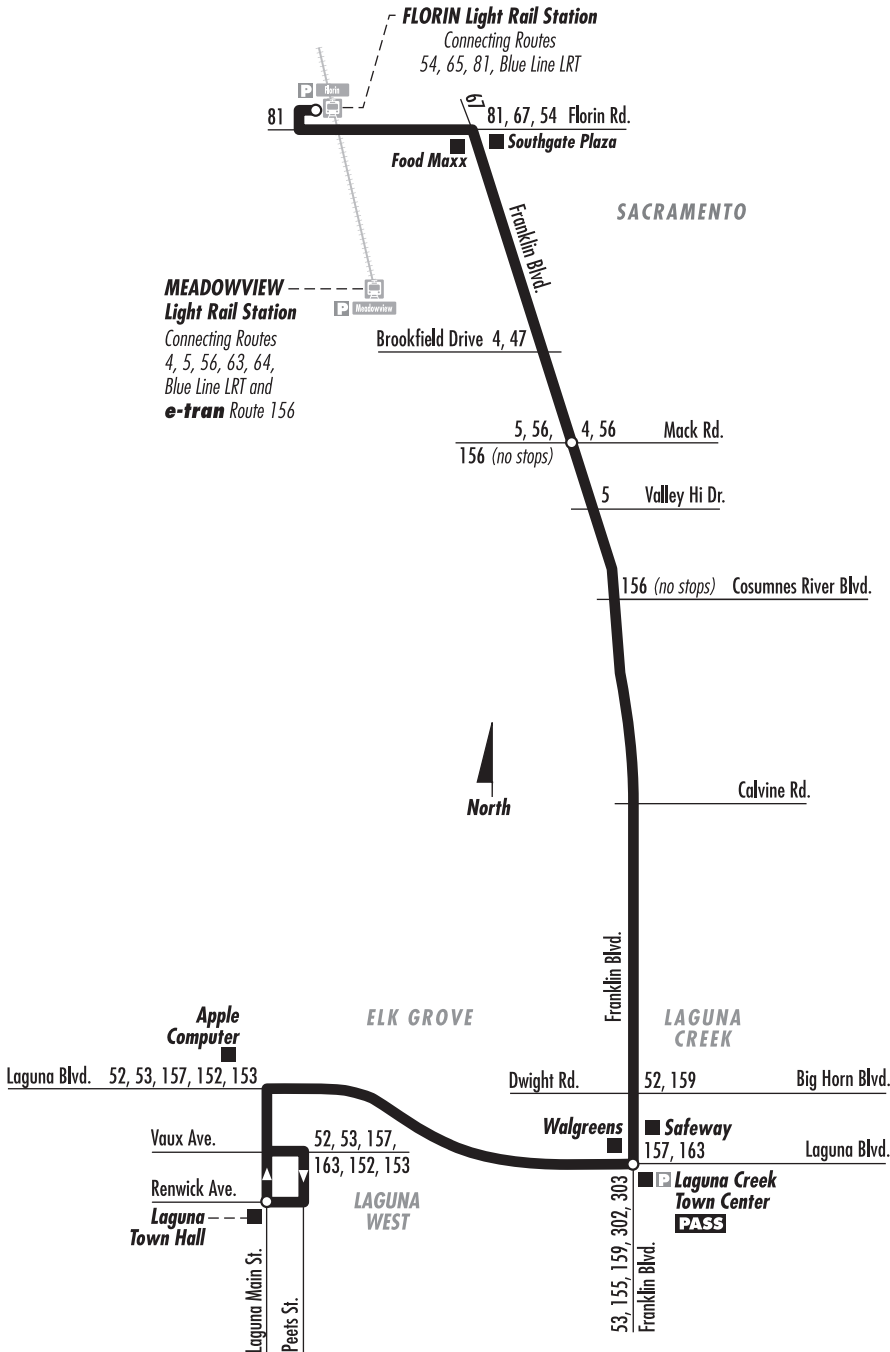 FLORIN Light Rail Station
Connecting Routes
54, 65, 81, Blue Line LRT
P Florin
81
67
81, 67, 54 Florin Rd.
Southgate Plaza
Food Maxx
SACRAMENTO
Franklin Blvd.
MEADOWVIEW
Light Rail Station
P Meadowview
Connecting Routes
4, 5, 56, 63, 64,
Blue Line LRT and
e-tran Route 156
Brookfield Drive 4, 47
5, 56,
156 (no stops)
4, 56 Mack Rd.
5 Valley Hi Dr.
156 (no stops) Cosumnes River Blvd.
North
Calvine Rd.
Franklin Blvd.
Apple
Computer
ELK GROVE
LAGUNA
CREEK
Laguna Blvd. 52, 53, 157, 152, 153
Dwight Rd.
52, 159 Big Horn Blvd.
Walgreens
Safeway
157, 163 Laguna Blvd.
Vaux Ave.
52, 53, 157,
163, 152, 153
Renwick Ave.
LAGUNA
WEST
Laguna
Town Hall
P Laguna Creek
Town Center
PASS
Laguna Main St.
Peets St.
53, 155, 159, 302, 303
Franklin Blvd.